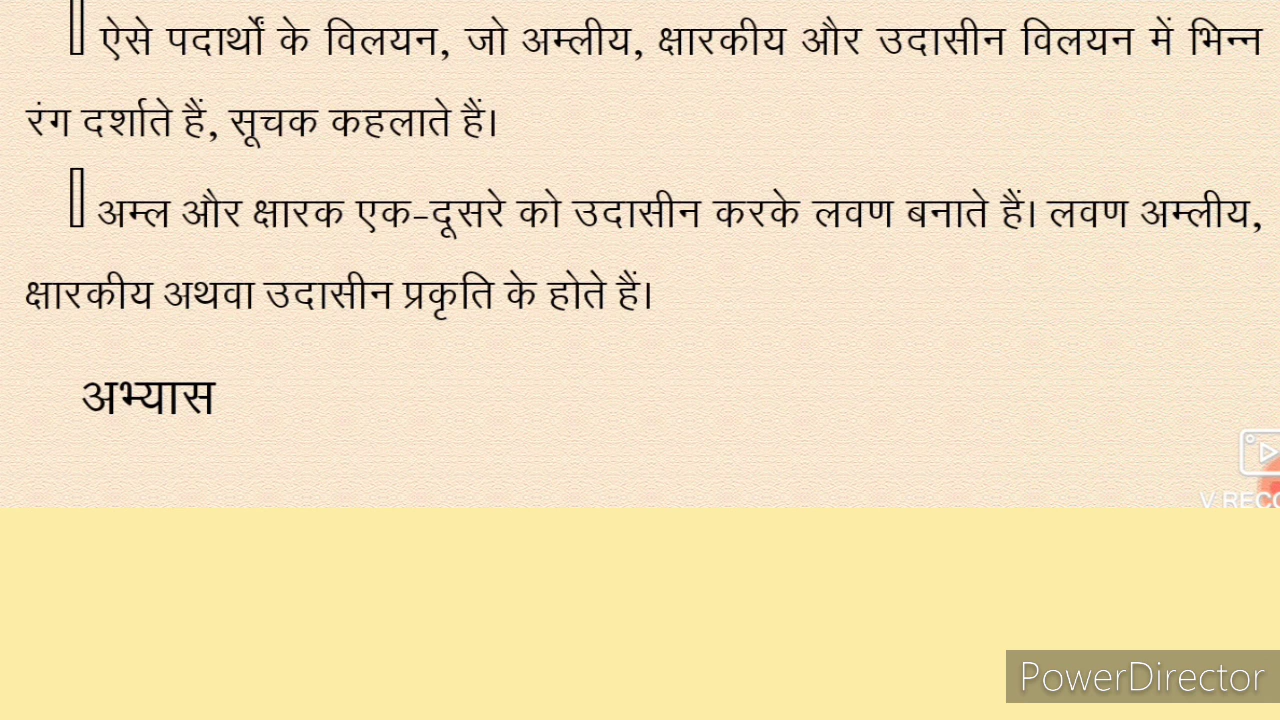 ऐसे पदार्थों के विलयन, जो अम्लीय, क्षारकीय और उदासीन विलयन में भिन्न
रंग दर्शाते हैं, सूचक कहलाते हैं।
अम्ल और क्षारक एक-दूसरे को उदासीन करके लवण बनाते हैं। लवण अम्लीय,
क्षारकीय अथवा उदासीन प्रकृति के होते हैं।
अभ्यास
V RECO
PowerDirector